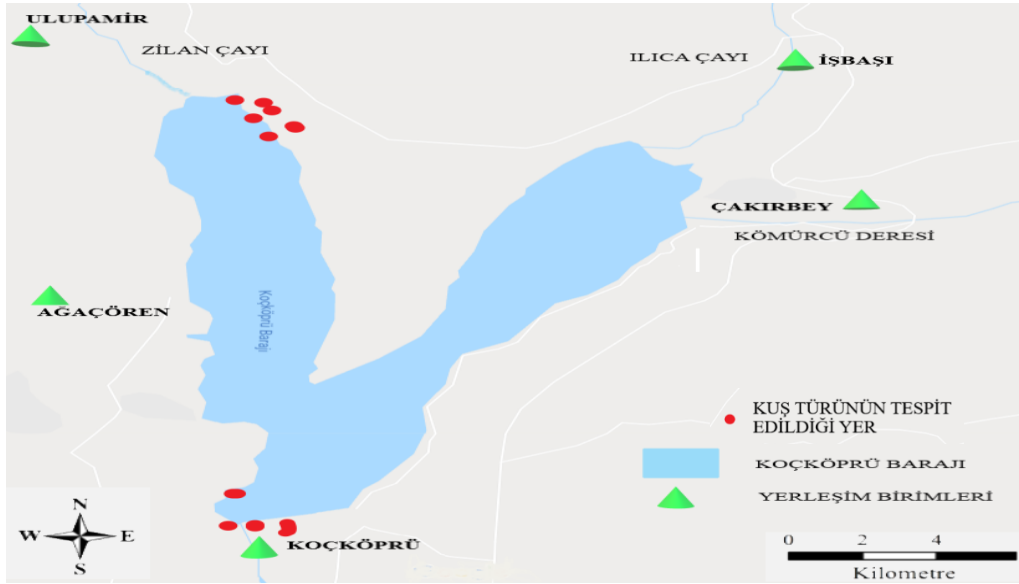 ULUPAMİR
ZİLAN ÇAYI
ILICA ÇAYI
İŞBAŞI
ÇAKIRBEY
KÖMÜRCÜ DERESİ
AĞAÇÖREN
Koçköprü Barajı
KUŞ TÜRÜNÜN TESPİT
EDİLDİĞİ YER
KOÇKÖPRÜ BARAJI
YERLEŞİM BİRİMLERİ
N
W E
S
KOÇKÖPRÜ
0 2 4
Kilometre